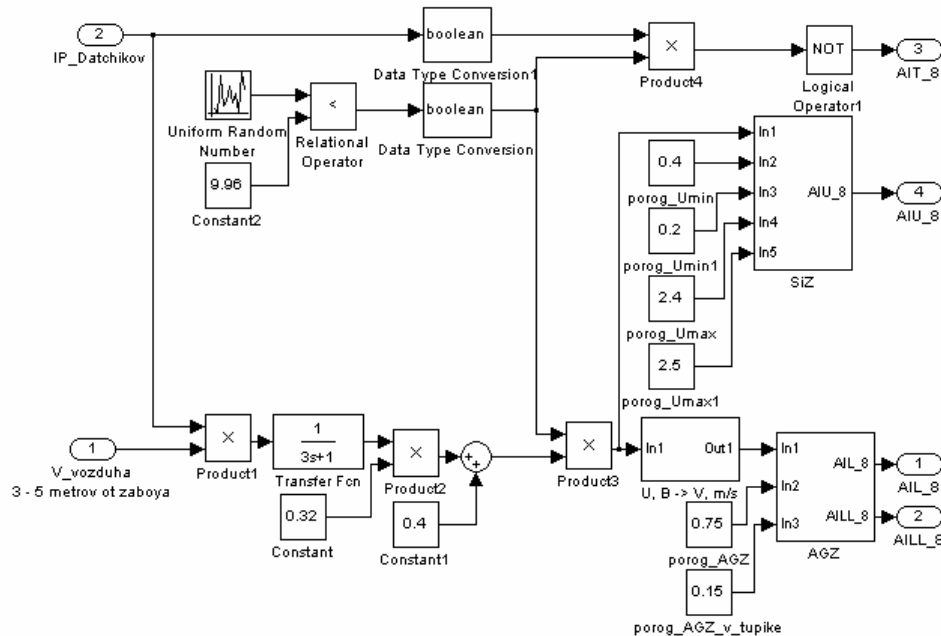 2
IP_Datchikov
boolean
Data Type Conversion1
×
Product4
NOT
Logical
Operator1
3
AIT_8
Uniform Random
Number
<
Relational
Operator
boolean
Data Type Conversion
9.96
Constant2
0.4
porog_Umin
0.2
porog_Umin1
2.4
porog_Umax
2.5
porog_Umax1
In1
In2
In3
In4
In5
AIU_8
SiZ
4
AIU_8
1
V_vozduha
3 - 5 metrov ot zaboya
×
Product1
1
3s+1
Transfer Fcn
0.32
Constant
×
Product2
+
+
0.4
Constant1
×
Product3
In1
Out1
U, B -> V, m/s
0.75
porog_AGZ
0.15
porog_AGZ_v_tupike
In1
In2
In3
AIL_8
AILL_8
AGZ
1
AIL_8
2
AILL_8